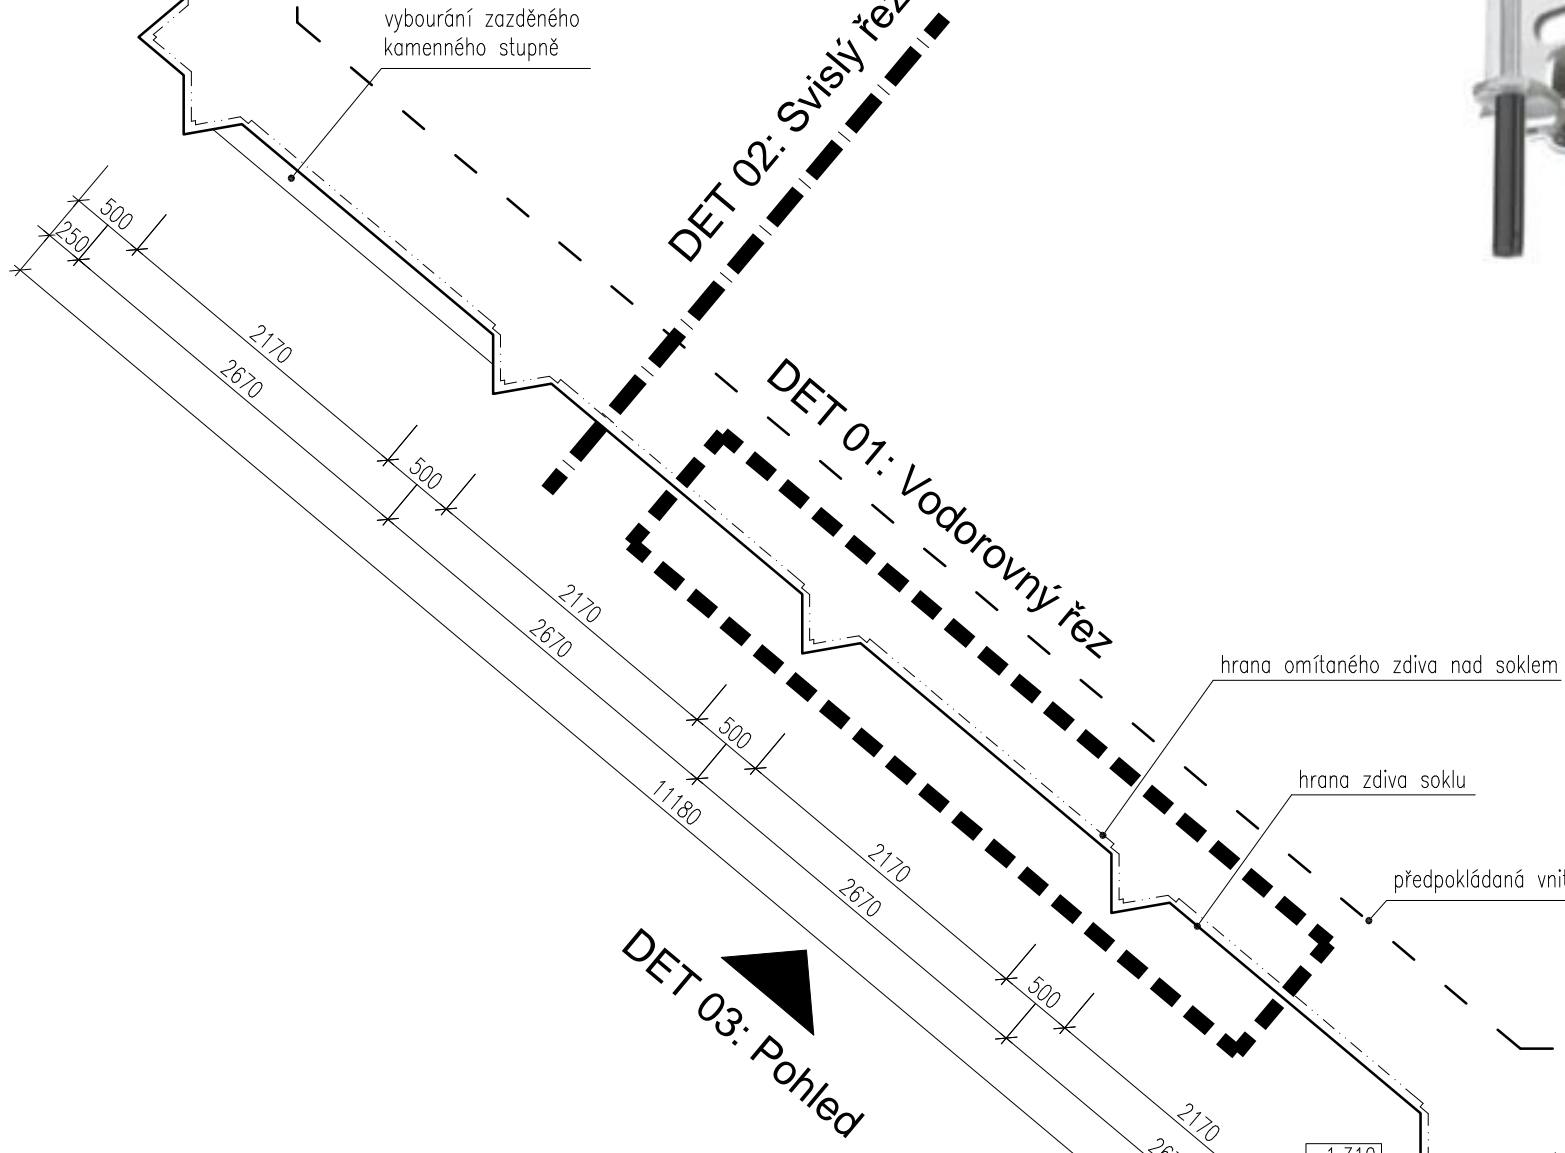 vybourání zazděného
kamenného stupně
DET 02: Svislý řez
500
250
2170
2670
500
DET 01: Vodorovný řez
2170
2670
hrana omítaného zdiva nad soklem
500
11180
hrana zdiva soklu
2170
2670
předpokládaná
DET 03: Pohled
500
2170